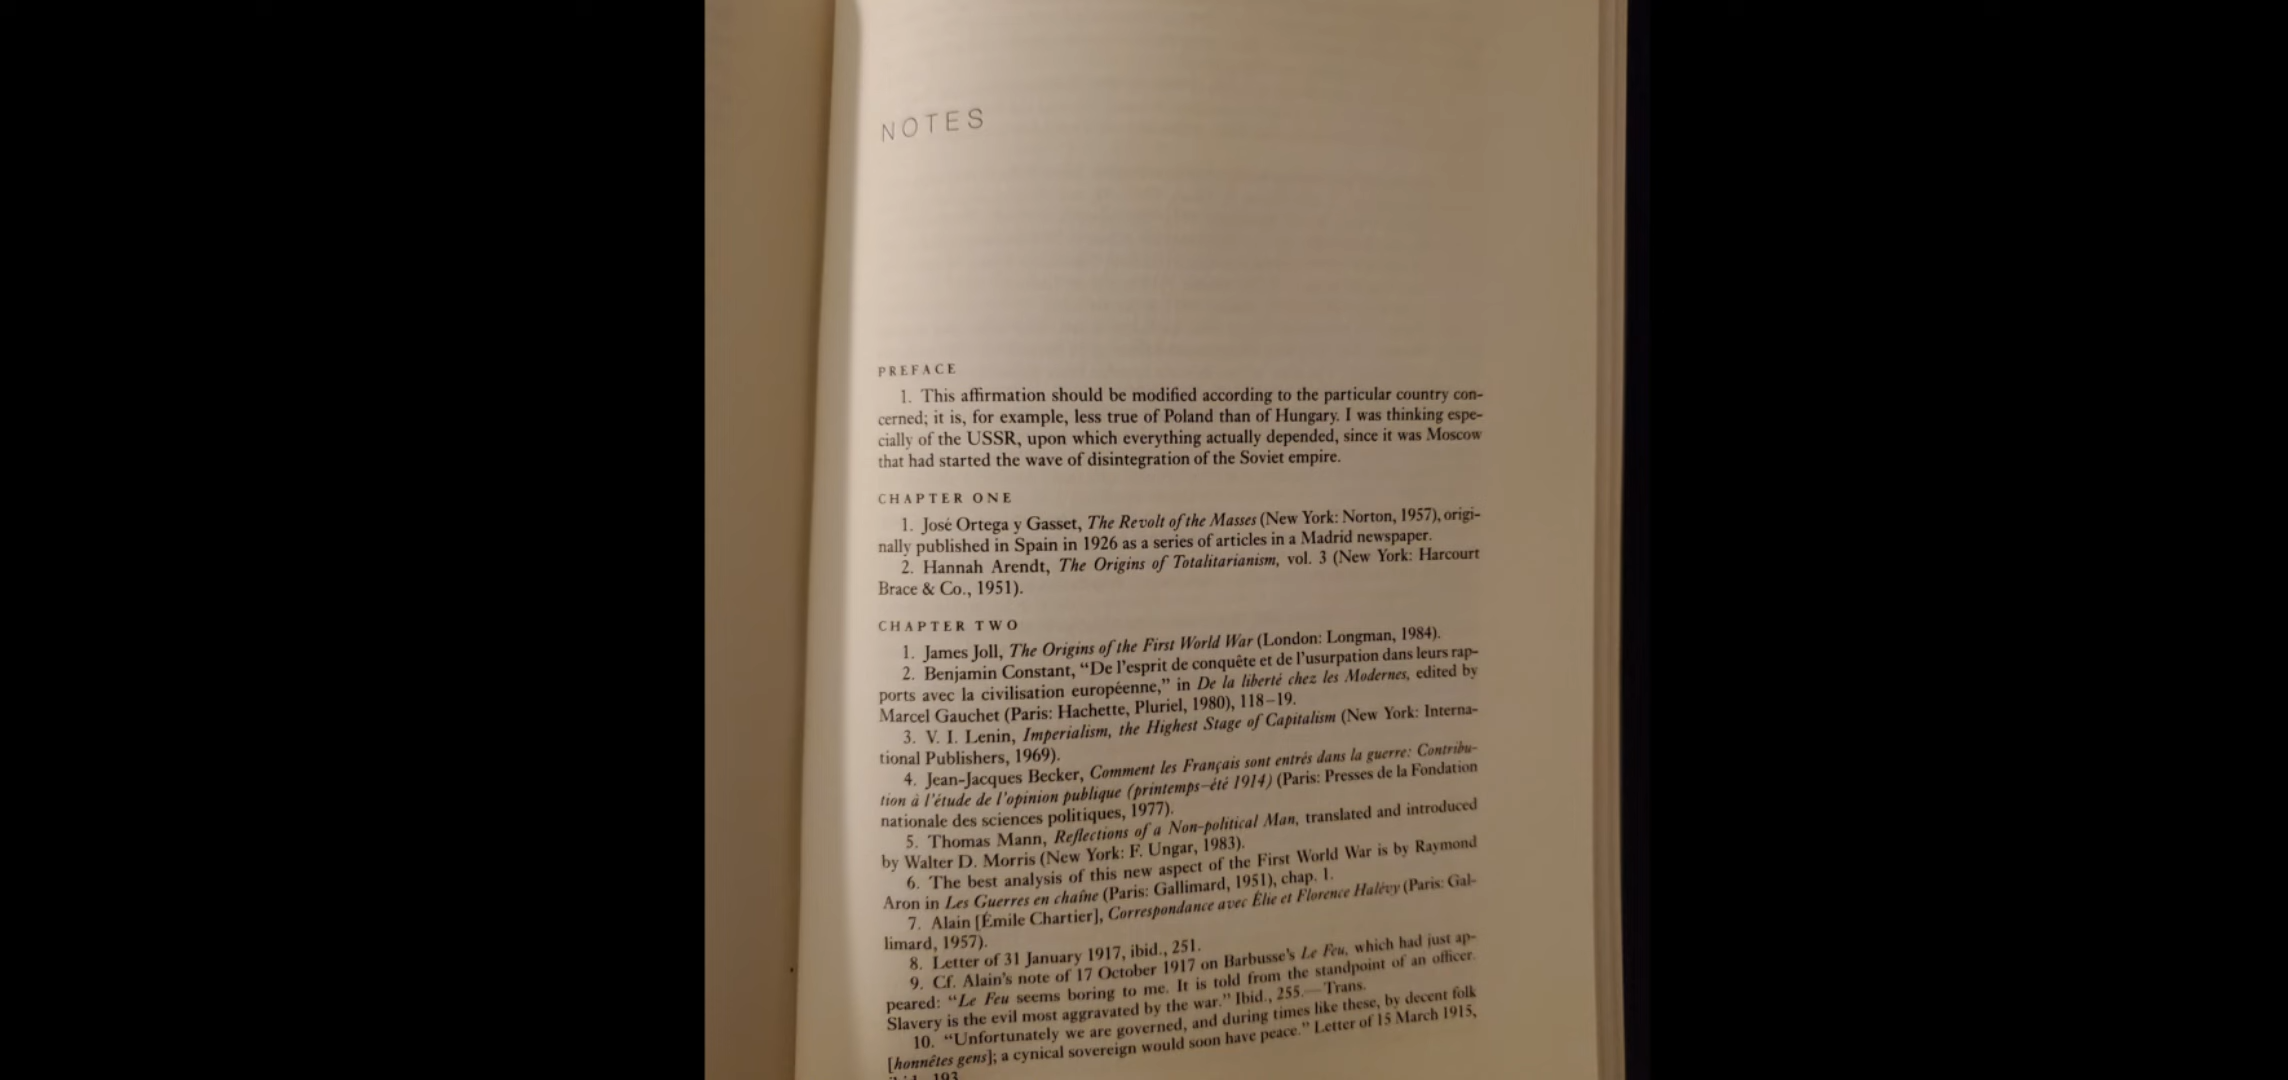 NOTES
PREFACE
1. This affirmation should be modified according to the particular country con-
cerned; it is, for example, less true of Poland than of Hungary. I was thinking espe-
cially of the USSR, upon which everything actually depended, since it was Moscow
that had started the wave of disintegration of the Soviet empire.
CHAPTER ONE
1. José Ortega y Gasset, The Revolt of the Masses (New York: Norton, 1957), origi-
nally published in Spain in 1926 as a series of articles in a Madrid newspaper.
2. Hannah Arendt, The Origins of Totalitarianism, vol. 3 (New York: Harcourt
Brace & Co., 1951).
CHAPTER TWO
1. James Joll, The Origins of the First World War (London: Longman, 1984).
2. Benjamin Constant, “De l’esprit de conquête et de l’usurpation dans leurs rap-
ports avec la civilisation européenne,” in De la liberté chez les Modernes, edited by
Marcel Gauchet (Paris: Hachette, Pluriel, 1980), 118–19.
3. V. I. Lenin, Imperialism, the Highest Stage of Capitalism (New York: Interna-
tional Publishers, 1969).
4. Jean-Jacques Becker, Comment les Français sont entrés dans la guerre: Contribu-
tion à l’étude de l’opinion publique (printemps–été 1914) (Paris: Presses de la Fondation
nationale des sciences politiques, 1977).
5. Thomas Mann, Reflections of a Non-political Man, translated and introduced
by Walter D. Morris (New York: F. Ungar, 1983).
6. The best analysis of this new aspect of the First World War is by Raymond
Aron in Les Guerres en chaîne (Paris: Gallimard, 1951), chap. 1.
7. Alain [Émile Chartier], Correspondance avec Élie et Florence Halévy (Paris: Gal-
limard, 1957).
8. Letter of 31 January 1917, ibid., 251.
9. Cf. Alain’s note of 17 October 1917 on Barbusse’s Le Feu, which had just ap-
peared: “Le Feu seems boring to me. It is told from the standpoint of an officer.
Slavery is the evil most aggravated by the war.” Ibid., 255.—Trans.
10. “Unfortunately we are governed, and during times like these, by decent folk
[honnêtes gens]; a cynical sovereign would soon have peace.” Letter of 15 March 1915,
193